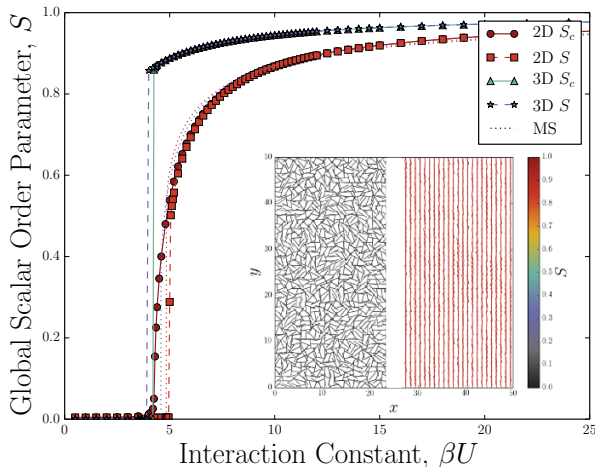 Global Scalar Order Parameter, S
1.0
0.8
0.6
0.4
0.2
0.0
2D S_c
2D S
3D S_c
3D S
MS
50
40
30
20
10
0
y
0 10 20 30 40 50
x
1.0
0.9
0.8
0.7
0.6
0.5
0.4
0.3
0.2
0.1
0.0
S
0 5 10 15 20 25
Interaction Constant, βU